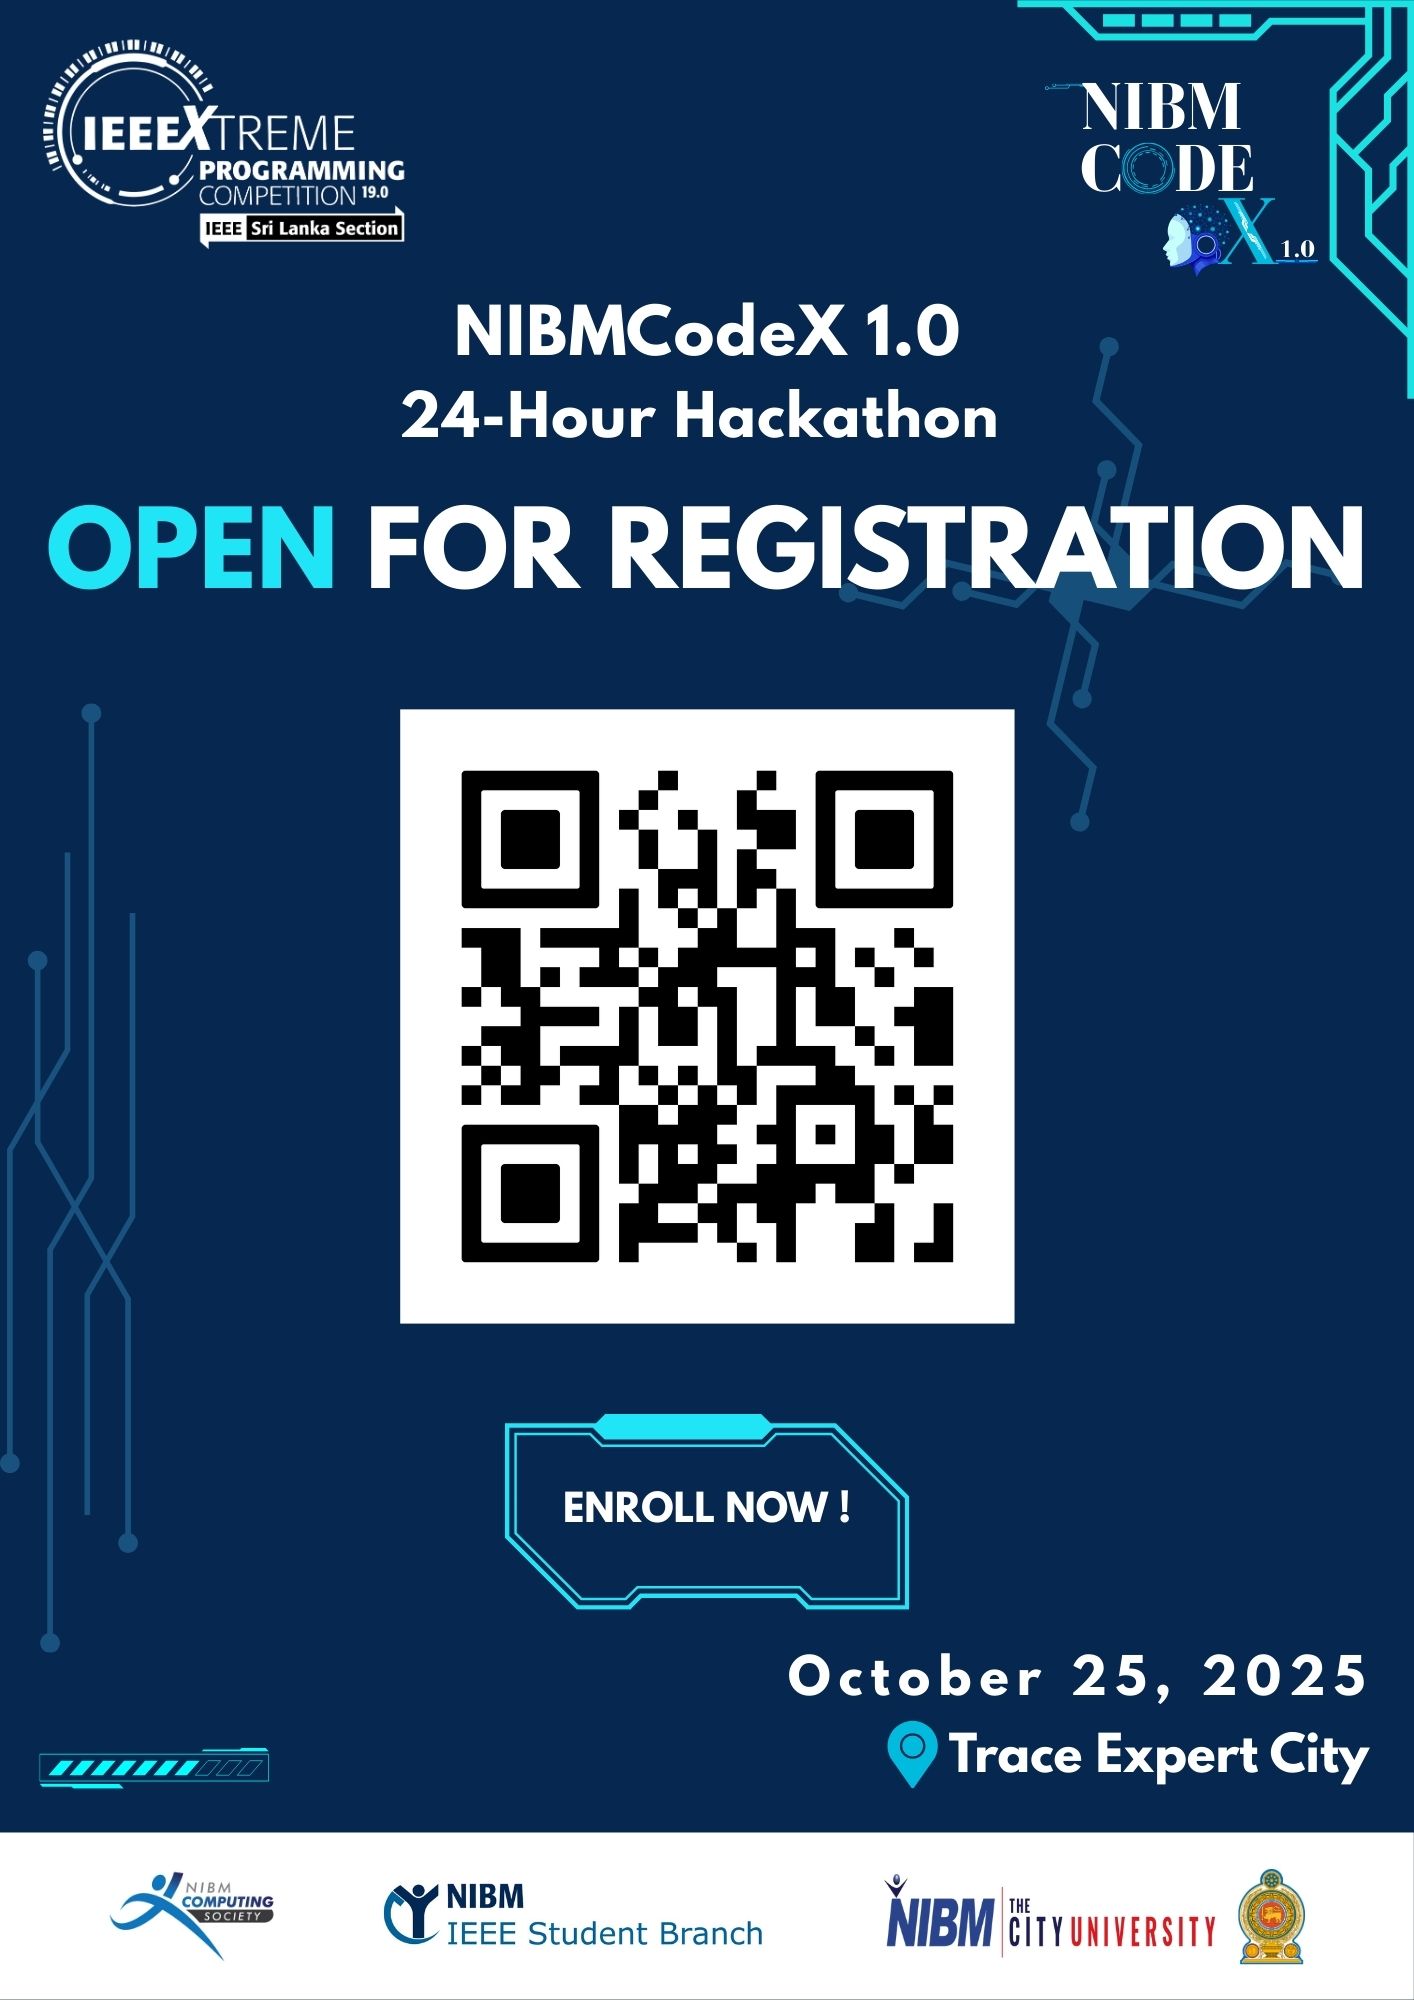 IEEEXTREME
PROGRAMMING
COMPETITION 19.0
IEEE Sri Lanka Section
NIBM
CODE
X 1.0
NIBMCodeX 1.0
24-Hour Hackathon
OPEN FOR REGISTRATION
ENROLL NOW !
October 25, 2025
Trace Expert City
NIBM
COMPUTING
SOCIETY
NIBM
IEEE Student Branch
NIBM THE
CITY UNIVERSITY